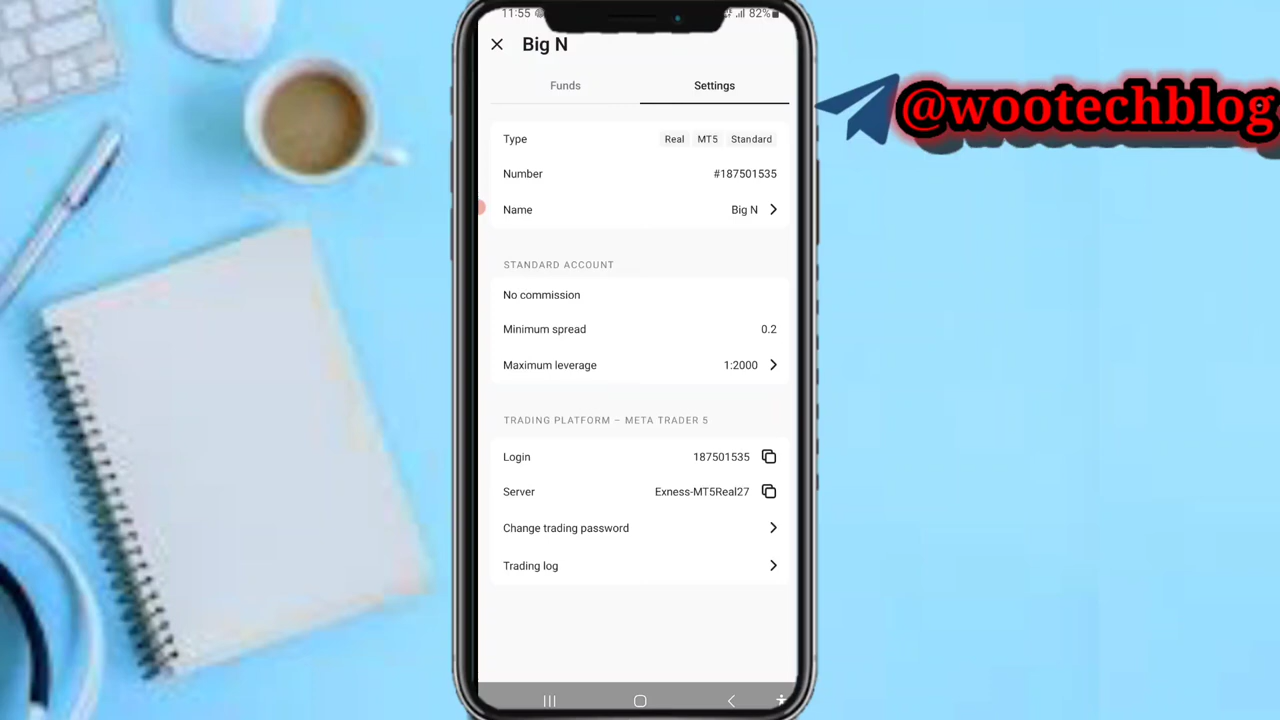 11:55
82%
Big N
Funds
Settings
@wootechblogs
Type
Real MT5 Standard
Number
#187501535
Name
Big N
STANDARD ACCOUNT
No commission
Minimum spread
0.2
Maximum leverage
1:2000
TRADING PLATFORM – META TRADER 5
Login
187501535
Server
Exness-MT5Real27
Change trading password
Trading log